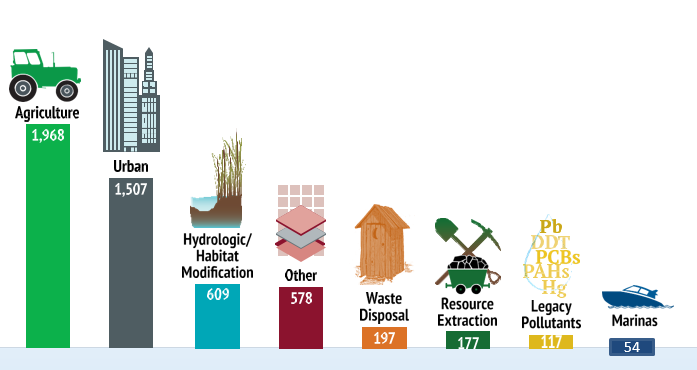 Agriculture
1,968
Urban
1,507
Hydrologic/
Habitat
Modification
609
Other
578
Waste
Disposal
197
Resource
Extraction
177
Pb
DDT
PCBs
PAHs
Hg
Legacy
Pollutants
117
Marinas
54